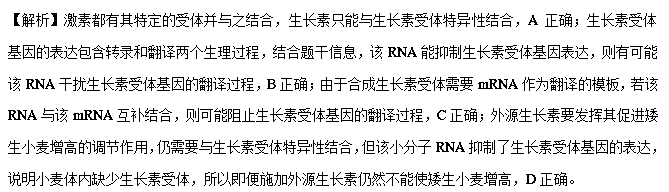 【解析】激素都有其特定的受体并与之结合，生长素只能与生长素受体特异性结合，A 正确；生长素受体
基因的表达包含转录和翻译两个生理过程，结合题干信息，该 RNA 能抑制生长素受体基因表达，则有可能
该 RNA 干扰生长素受体基因的翻译过程，B 正确；由于合成生长素受体需要 mRNA 作为翻译的模板，若该
RNA 与该 mRNA 互补结合，则可能阻止生长素受体基因的翻译过程，C 正确；外源生长素要发挥其促进矮
生小麦增高的调节作用，仍需要与生长素受体特异性结合，但该小分子 RNA 抑制了生长素受体基因的表达，
说明小麦体内缺少生长素受体，所以即便施加外源生长素仍然不能使矮生小麦增高，D 正确。